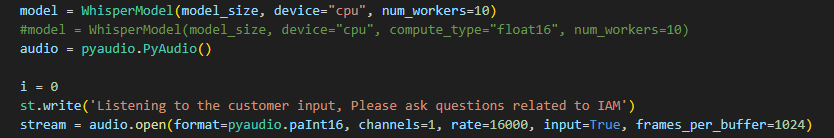 model = WhisperModel(model_size, device="cpu", num_workers=10)
#model = WhisperModel(model_size, device="cpu", compute_type="float16", num_workers=10)
audio = pyaudio.PyAudio()
i = 0
st.write('Listening to the customer input, Please ask questions related to IAM')
stream = audio.open(format=pyaudio.paInt16, channels=1, rate=16000, input=True, frames_per_buffer=1024)